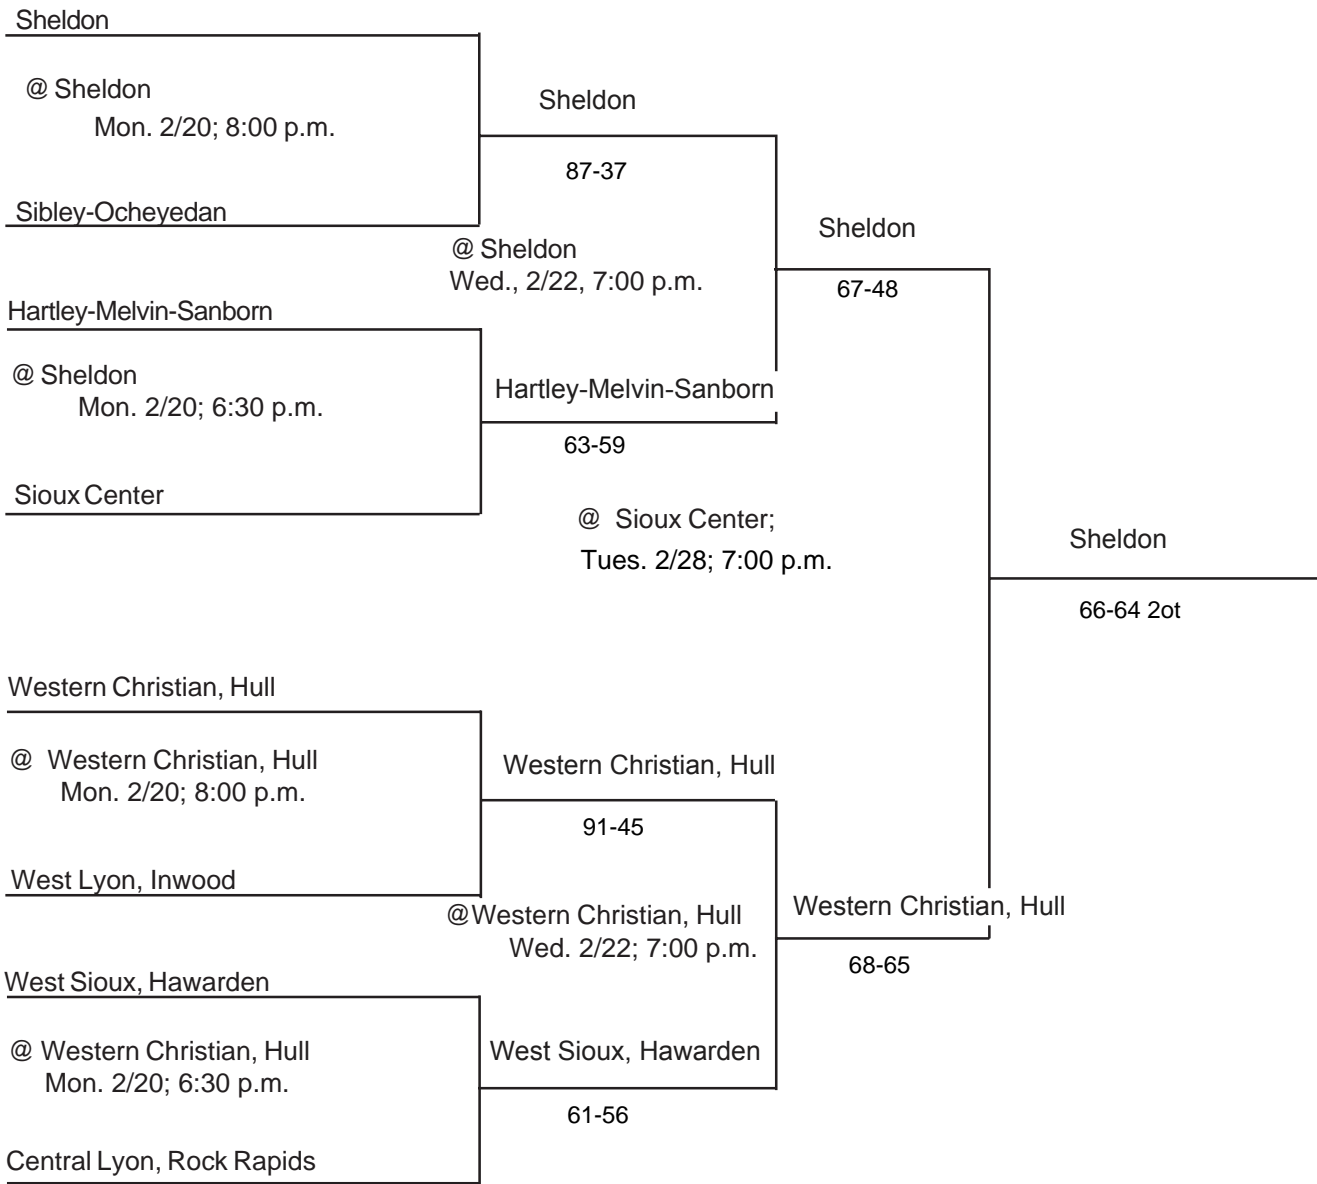 Sheldon
@ Sheldon
Mon. 2/20; 8:00 p.m.
Sheldon
87-37
Sibley-Ocheyedan
@ Sheldon
Wed., 2/22, 7:00 p.m.
Sheldon
67-48
Hartley-Melvin-Sanborn
@ Sheldon
Mon. 2/20; 6:30 p.m.
Hartley-Melvin-Sanborn
63-59
Sioux Center
@ Sioux Center;
Tues. 2/28; 7:00 p.m.
Sheldon
66-64 2ot
Western Christian, Hull
@ Western Christian, Hull
Mon. 2/20; 8:00 p.m.
Western Christian, Hull
91-45
West Lyon, Inwood
@Western Christian, Hull
Wed. 2/22; 7:00 p.m.
Western Christian, Hull
68-65
West Sioux, Hawarden
@ Western Christian, Hull
Mon. 2/20; 6:30 p.m.
West Sioux, Hawarden
61-56
Central Lyon, Rock Rapids